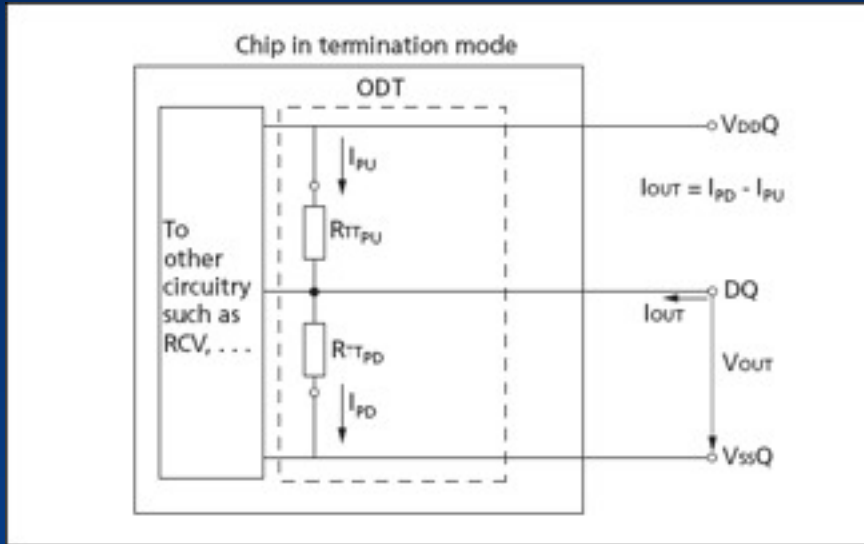 Chip in termination mode
ODT
VDDQ
IPU
IOUT = IPD - IPU
RTTPU
To
other
circuitry
such as
RCV, . . .
DQ
IOUT
RTTPD
VOUT
IPD
VssQ